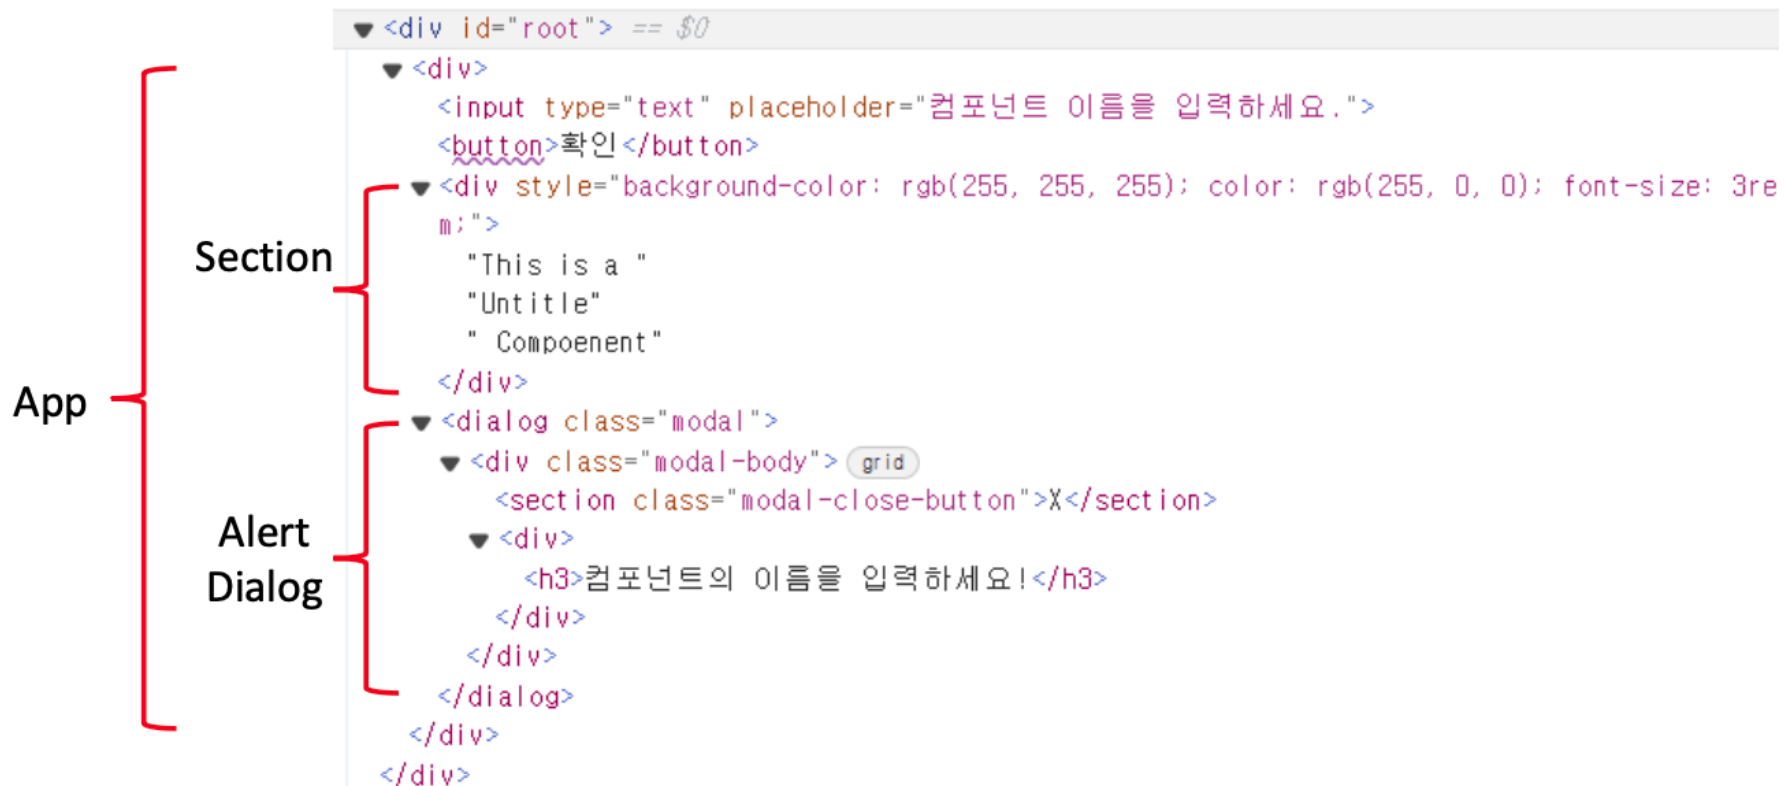 <div id="root"> == $0
<div>
<input type="text" placeholder="컴포넌트 이름을 입력하세요.">
<button>확인</button>
<div style="background-color: rgb(255, 255, 255); color: rgb(255, 0, 0); font-size: 3re
m;">
Section
"This is a "
"Untitle"
" Compoenent"
</div>
App
<dialog class="modal">
<div class="modal-body"> grid
<section class="modal-close-button">X</section>
Alert
Dialog
<div>
<h3>컴포넌트의 이름을 입력하세요!</h3>
</div>
</div>
</dialog>
</div>
</div>